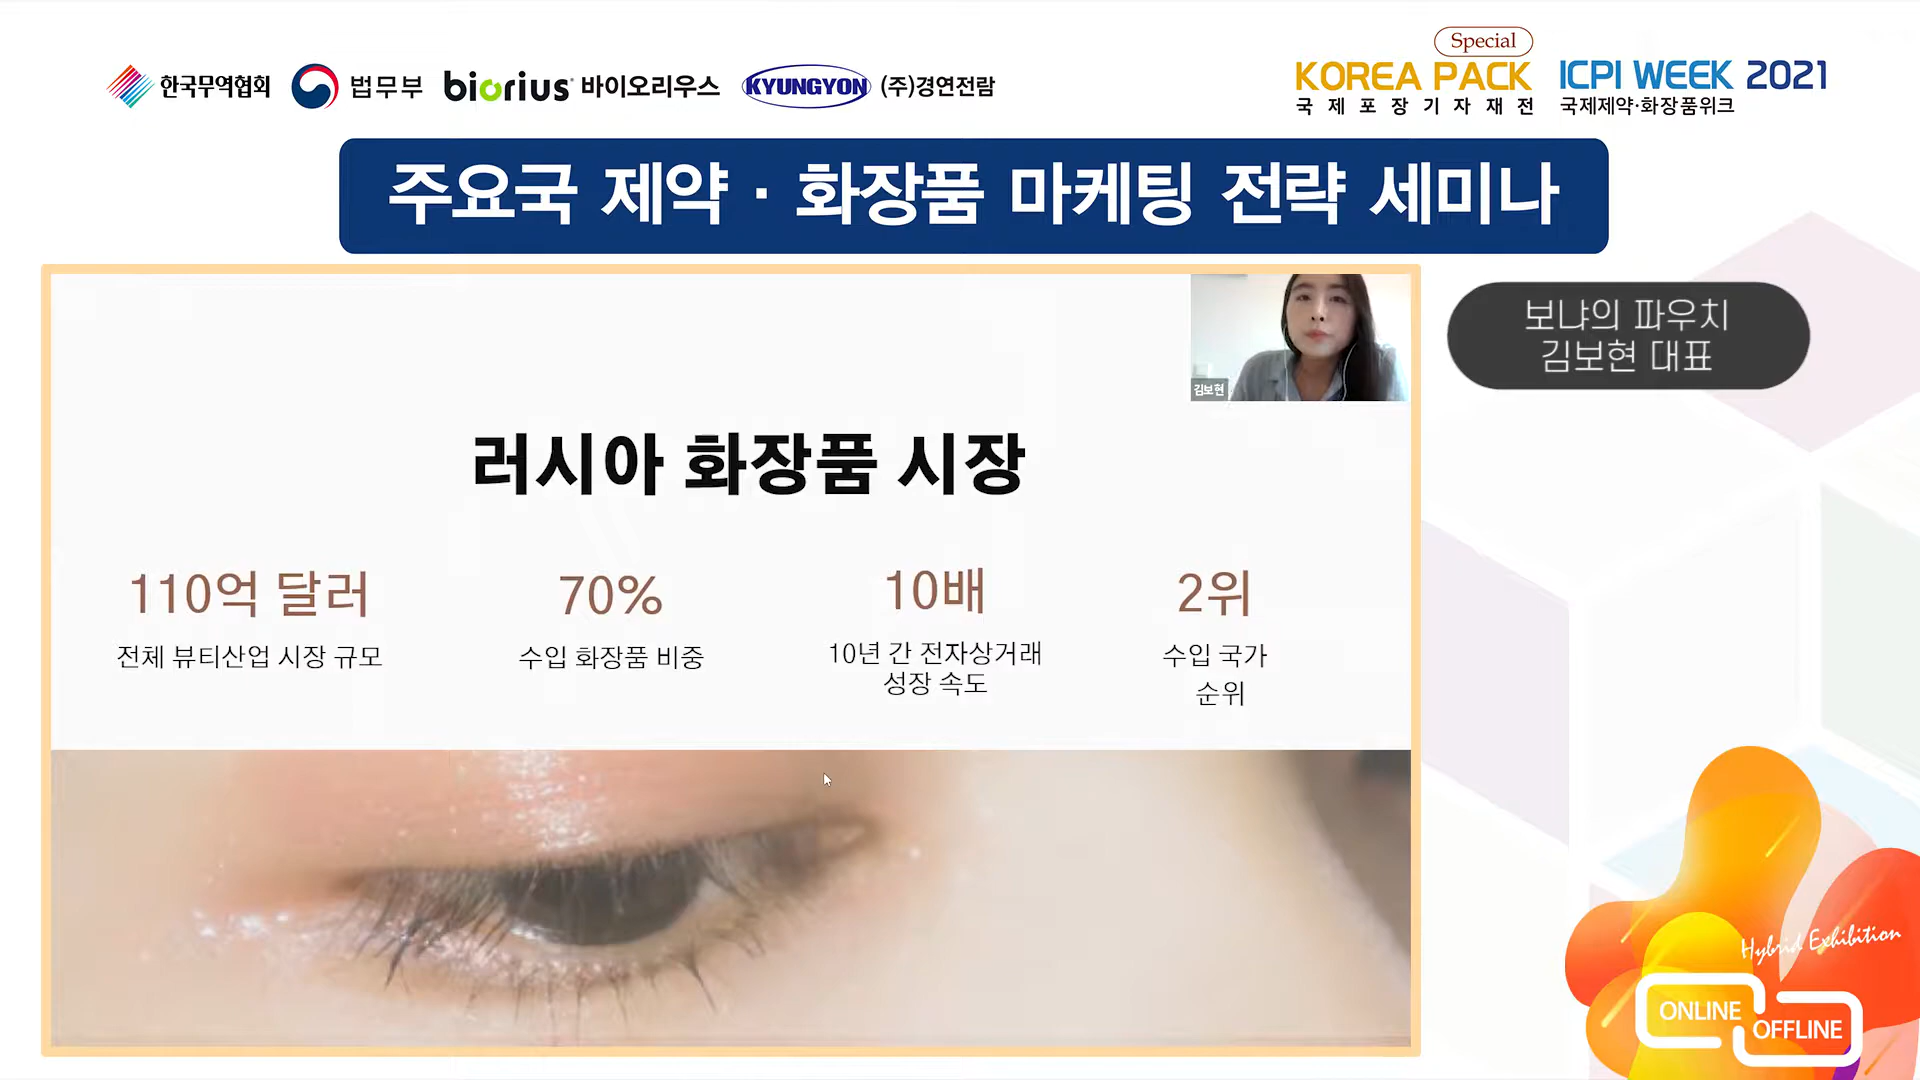 한국무역협회 법무부 biorius 바이오리우스 KYUNGYON (주)경연전람
Special
KOREA PACK ICPI WEEK 2021
국제포장기자재전 국제제약·화장품위크
주요국 제약 · 화장품 마케팅 전략 세미나
보냐의 파우치
김보현 대표
김보현
러시아 화장품 시장
110억 달러 70% 10배 2위
전체 뷰티산업 시장 규모 수입 화장품 비중 10년 간 전자상거래 수입 국가
성장 속도 순위
Hybrid Exhibition
ONLINE
OFFLINE